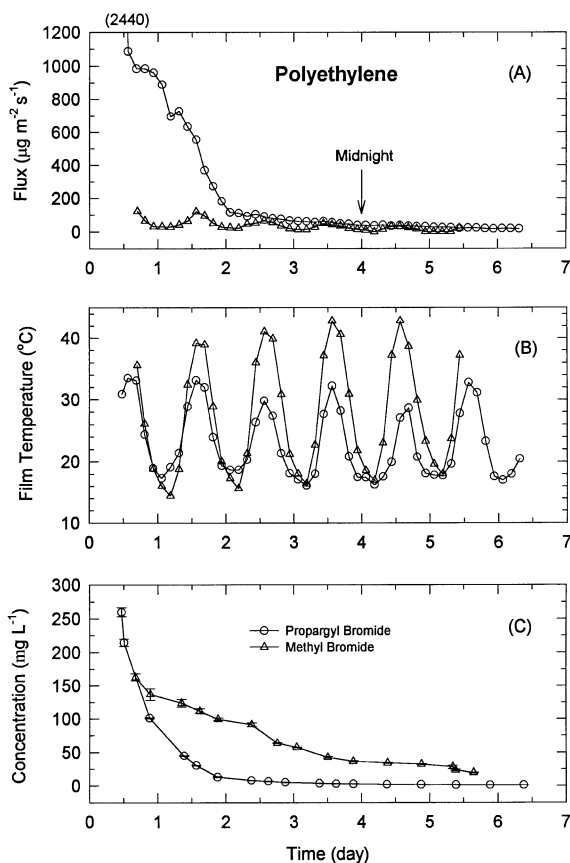 (2440)
1200
1000
800
600
400
200
0
Flux (µg m⁻² s⁻¹)
Polyethylene
(A)
Midnight
0 1 2 3 4 5 6 7
40
30
20
10
Film Temperature (°C)
(B)
0 1 2 3 4 5 6 7
300
250
200
150
100
50
0
Concentration (mg L⁻¹)
(C)
Propargyl Bromide
Methyl Bromide
0 1 2 3 4 5 6 7
Time (day)